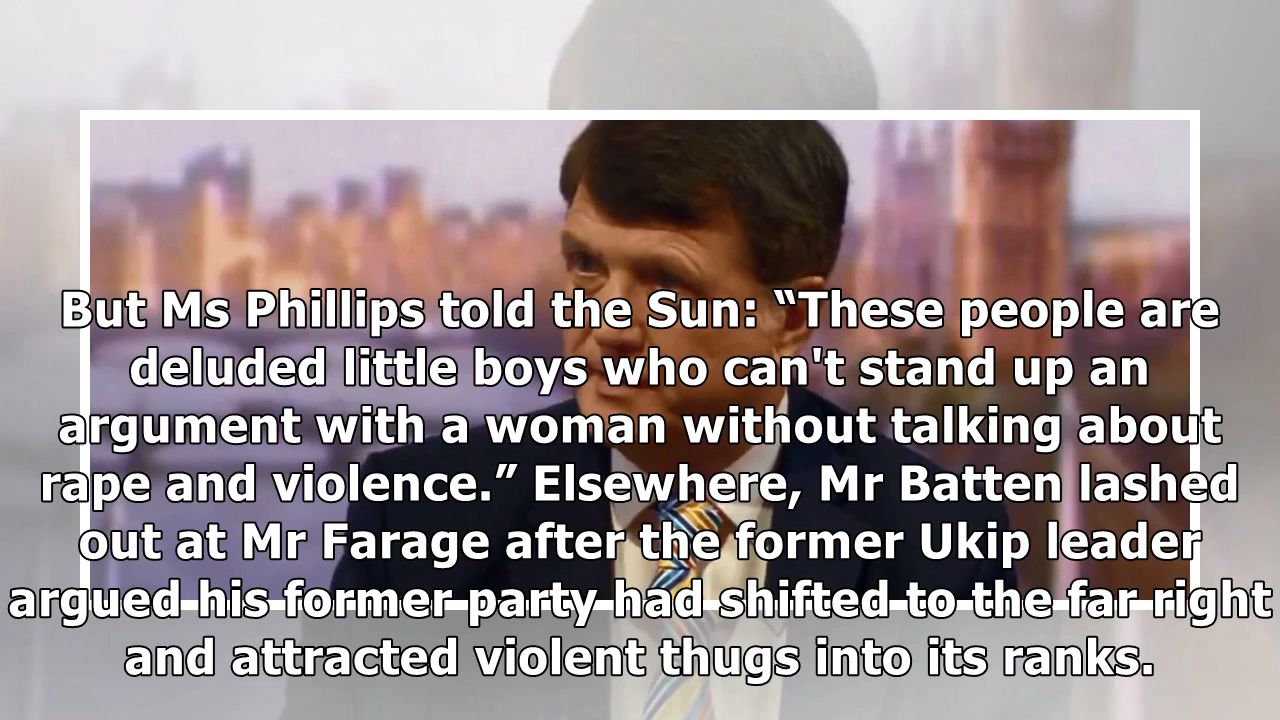 But Ms Phillips told the Sun: “These people are
deluded little boys who can't stand up an
argument with a woman without talking about
rape and violence.” Elsewhere, Mr Batten lashed
out at Mr Farage after the former Ukip leader
argued his former party had shifted to the far right
and attracted violent thugs into its ranks.